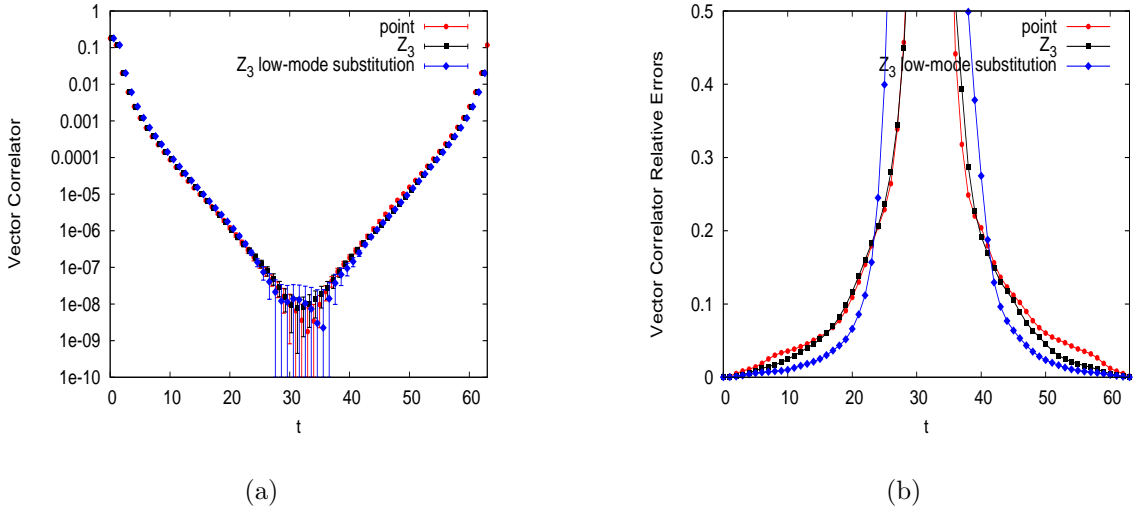 Vector Correlator
1
0.1
0.01
0.001
0.0001
1e-05
1e-06
1e-07
1e-08
1e-09
1e-10
0 10 20 30 40 50 60
t
point
Z3
Z3 low-mode substitution
(a)
Vector Correlator Relative Errors
0.5
0.4
0.3
0.2
0.1
0
0 10 20 30 40 50 60
t
point
Z3
Z3 low-mode substitution
(b)